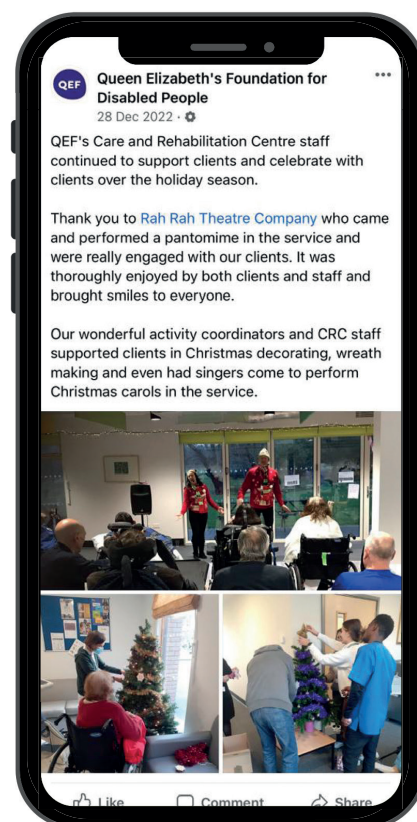 QEF
Queen Elizabeth's Foundation for
Disabled People
28 Dec 2022 ·
QEF's Care and Rehabilitation Centre staff
continued to support clients and celebrate with
clients over the holiday season.
Thank you to Rah Rah Theatre Company who came
and performed a pantomime in the service and
were really engaged with our clients. It was
thoroughly enjoyed by both clients and staff and
brought smiles to everyone.
Our wonderful activity coordinators and CRC staff
supported clients in Christmas decorating, wreath
making and even had singers come to perform
Christmas carols in the service.
Like
Comment
Share